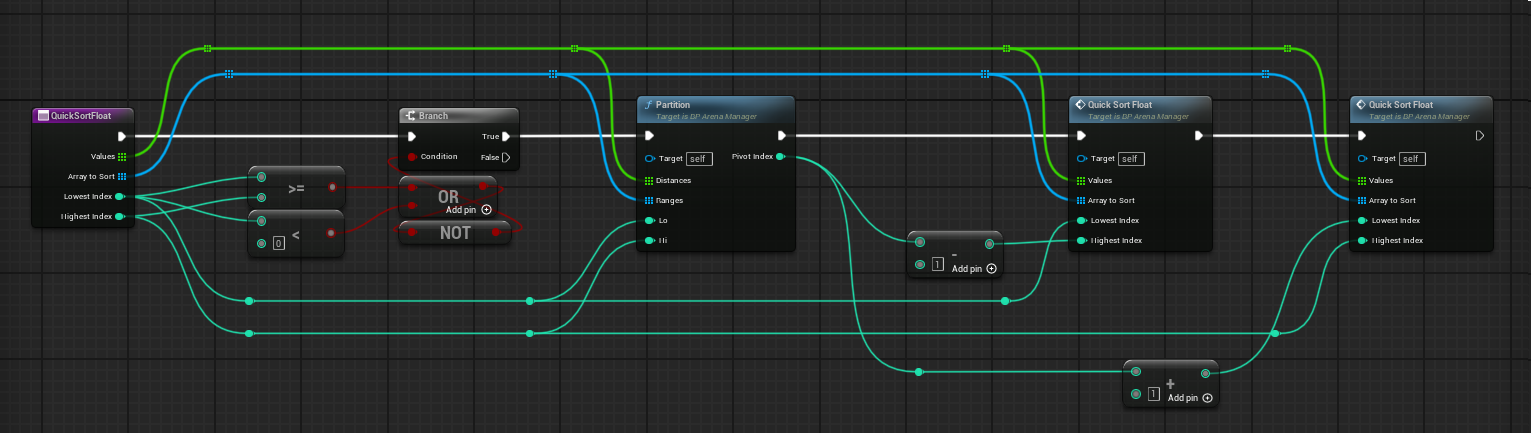 QuickSortFloat
Values
Array to Sort
Lowest Index
Highest Index
>=
<
0
Branch
True
Condition
False
OR
Add pin
NOT
Partition
Target is DP Arena Manager
Target
self
Pivot Index
Distances
Ranges
Lo
Hi
-
1
Add pin
Quick Sort Float
Target is DP Arena Manager
Target
self
Values
Array to Sort
Lowest Index
Highest Index
+
1
Add pin
Quick Sort Float
Target is DP Arena Manager
Target
self
Values
Array to Sort
Lowest Index
Highest Index